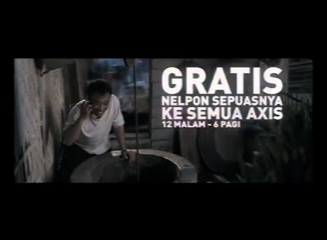 GRATIS
NELPON SEPUASNYA
KE SEMUA AXIS
12 MALAM - 6 PAGI